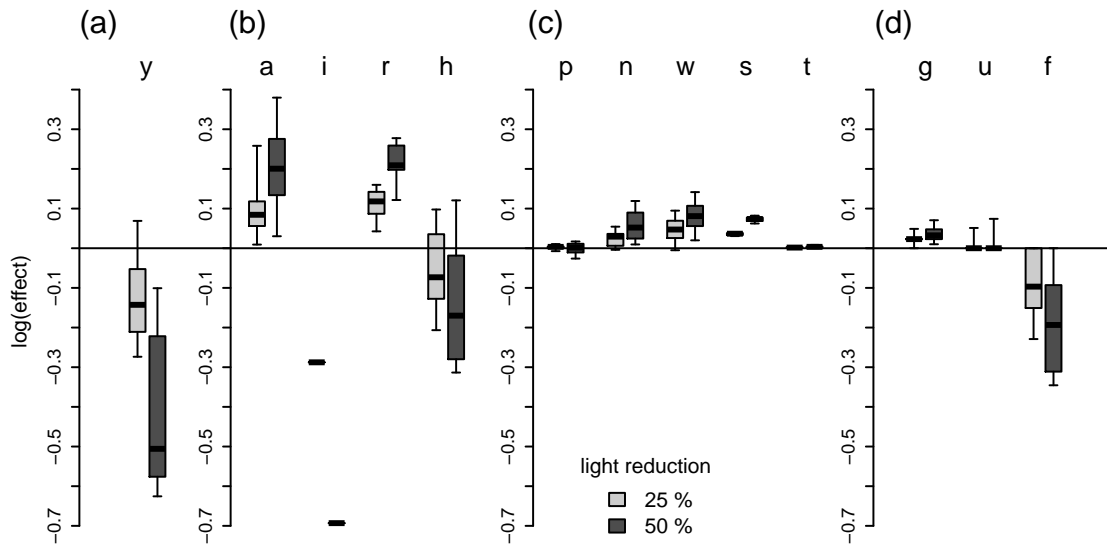 (a) (b) (c) (d)
y a i r h p n w s t g u f
log(effect)
0.3 0.1 −0.1 −0.3 −0.5 −0.7
0.3 0.1 −0.1 −0.3 −0.5 −0.7
0.3 0.1 −0.1 −0.3 −0.5 −0.7
0.3 0.1 −0.1 −0.3 −0.5 −0.7
light reduction
25 %
50 %